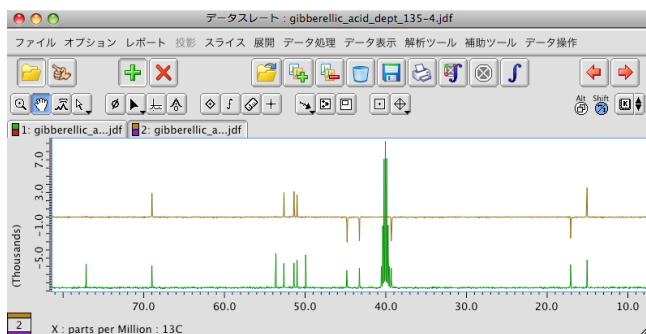 データスレート : gibberellic_acid_dept_135-4.jdf
ファイル オプション レポート 投影 スライス 展開 データ処理 データ表示 解析ツール 補助ツール データ操作
Alt Shift
1: gibberellic_a...jdf 2: gibberellic_a...jdf
(Thousands)
7.0
3.0
-1.0
-5.0
70.0 60.0 50.0 40.0 30.0 20.0 10.0
2
X : parts per Million : 13C